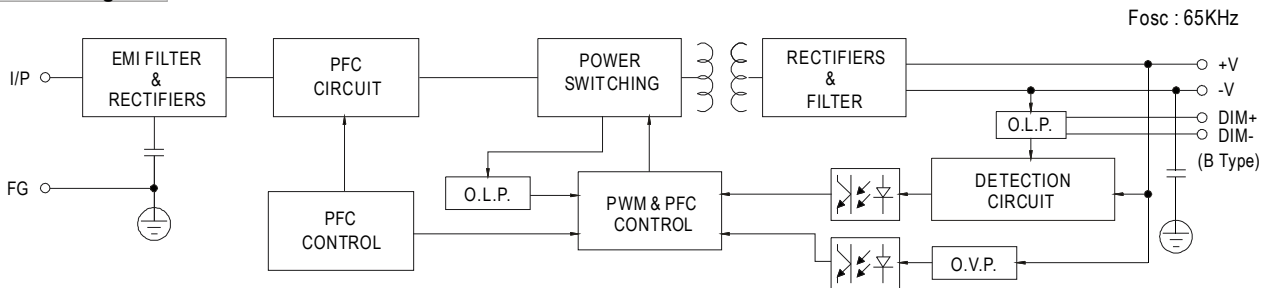 Fosc : 65KHz
I/P
EMI FILTER
&
RECTIFIERS
PFC
CIRCUIT
POWER
SWITCHING
RECTIFIERS
&
FILTER
+V
-V
DIM+
DIM-
(B Type)
O.L.P.
FG
O.L.P.
PFC
CONTROL
PWM & PFC
CONTROL
DETECTION
CIRCUIT
O.V.P.